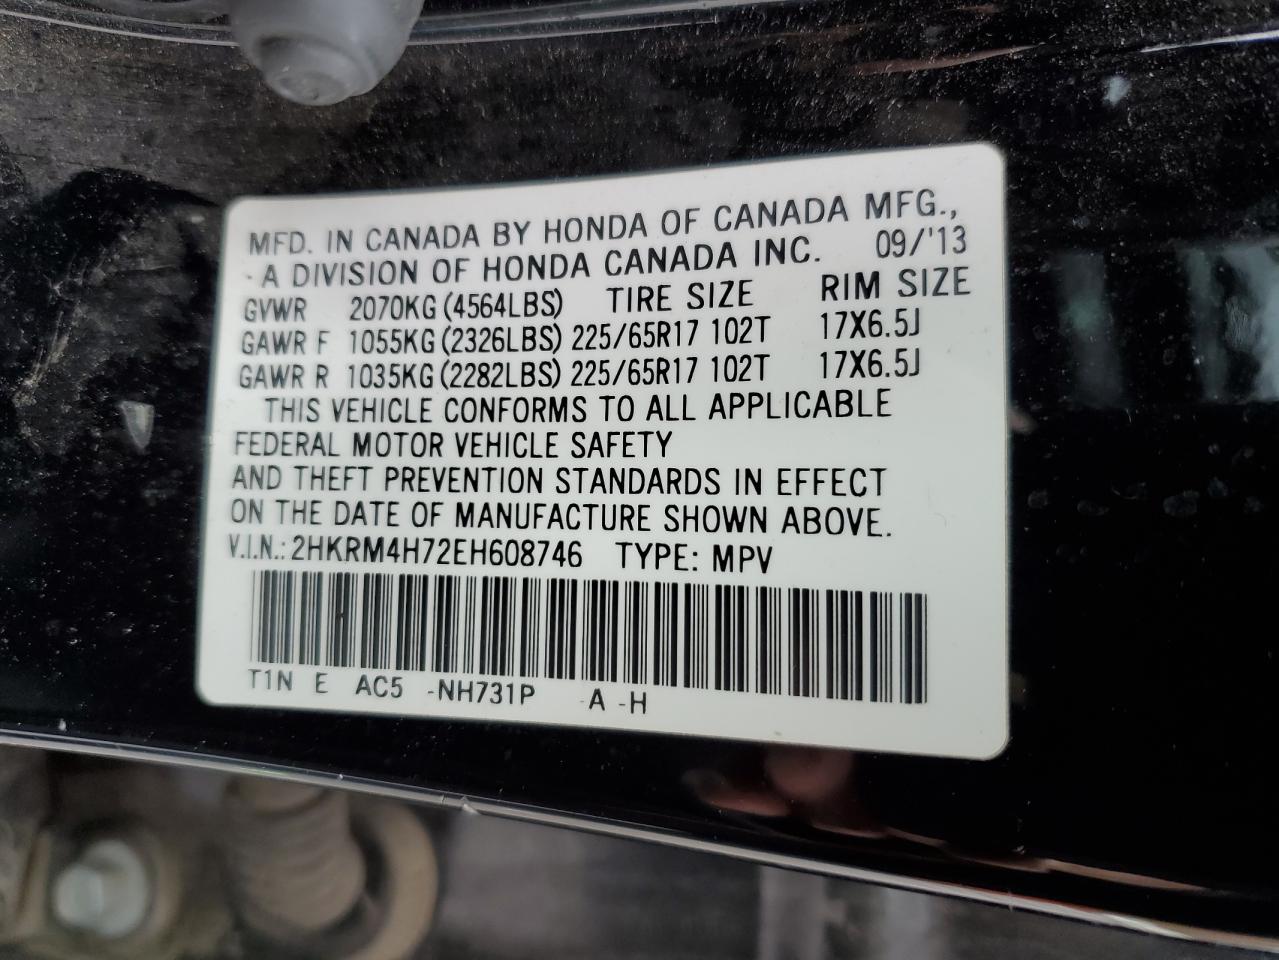 MFD. IN CANADA BY HONDA OF CANADA MFG.,
A DIVISION OF HONDA CANADA INC. 09/'13
GVWR 2070KG (4564LBS) TIRE SIZE RIM SIZE
GAWR F 1055KG (2326LBS) 225/65R17 102T 17X6.5J
GAWR R 1035KG (2282LBS) 225/65R17 102T 17X6.5J
THIS VEHICLE CONFORMS TO ALL APPLICABLE
FEDERAL MOTOR VEHICLE SAFETY
AND THEFT PREVENTION STANDARDS IN EFFECT
ON THE DATE OF MANUFACTURE SHOWN ABOVE.
V.I.N.: 2HKRM4H72EH608746 TYPE: MPV
T1N E AC5 -NH731P A -H